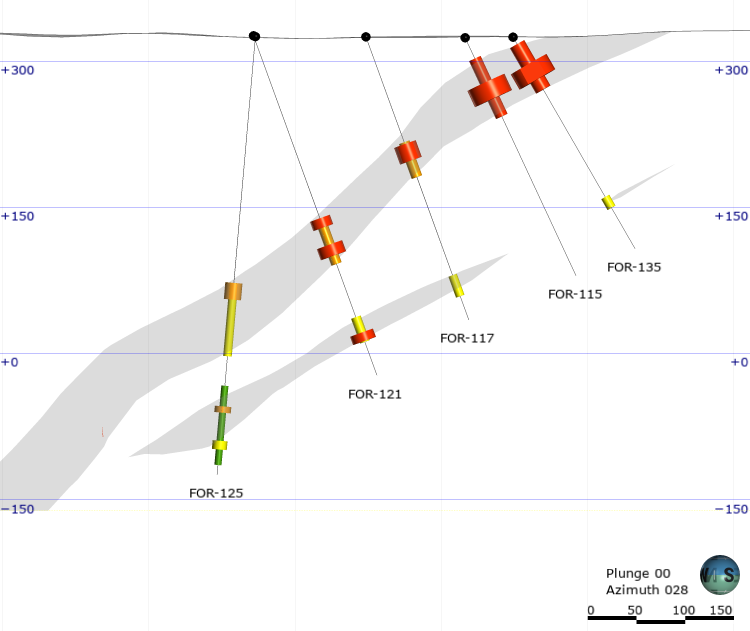 +300 +300
+150 +150
FOR-135
FOR-115
FOR-117
+0 +0
FOR-121
FOR-125
−150 −150
Plunge 00
Azimuth 028
0 50 100 150